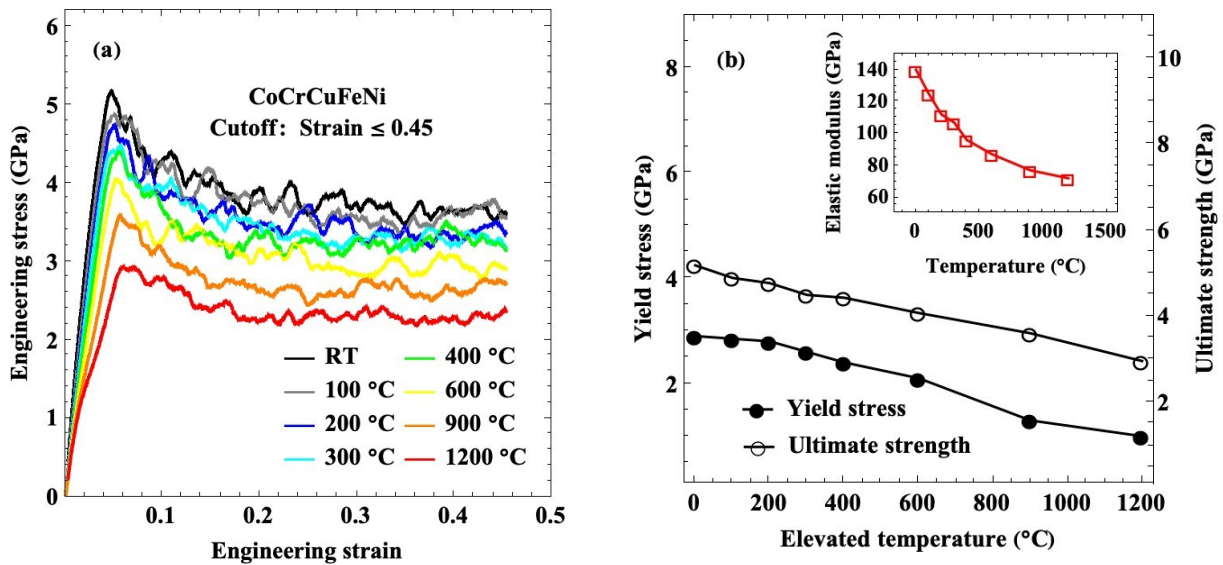 (a)
CoCrCuFeNi
Cutoff: Strain ≤ 0.45
Engineering stress (GPa)
6
5
4
3
2
1
0
RT
100 °C
200 °C
300 °C
400 °C
600 °C
900 °C
1200 °C
0.1
0.2
0.3
0.4
0.5
Engineering strain
(b)
Yield stress (GPa)
8
6
4
2
Elastic modulus (GPa)
140
120
100
80
60
0
500
1000
1500
Temperature (°C)
Yield stress
Ultimate strength
10
8
6
4
2
Ultimate strength (GPa)
0
200
400
600
800
1000
1200
Elevated temperature (°C)